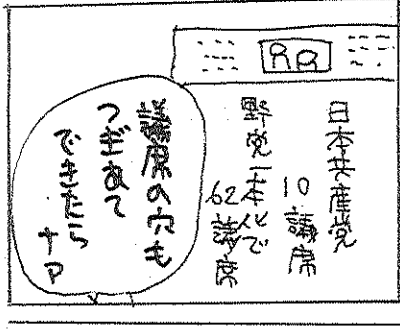 日本共産党
10議席
野党一本化で
62議席
議席の穴も
つぎあて
できたら
ナア